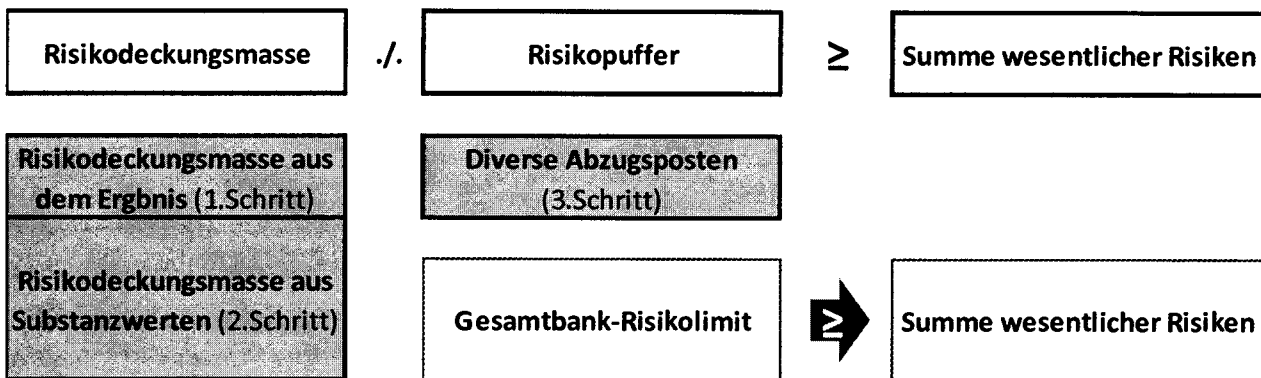 Risikodeckungsmasse ./. Risikopuffer ≥ Summe wesentlicher Risiken
Risikodeckungsmasse aus
dem Ergbnis (1.Schritt)
Diverse Abzugsposten
(3.Schritt)
Risikodeckungsmasse aus
Substanzwerten (2.Schritt)
Gesamtbank-Risikolimit ≥ Summe wesentlicher Risiken